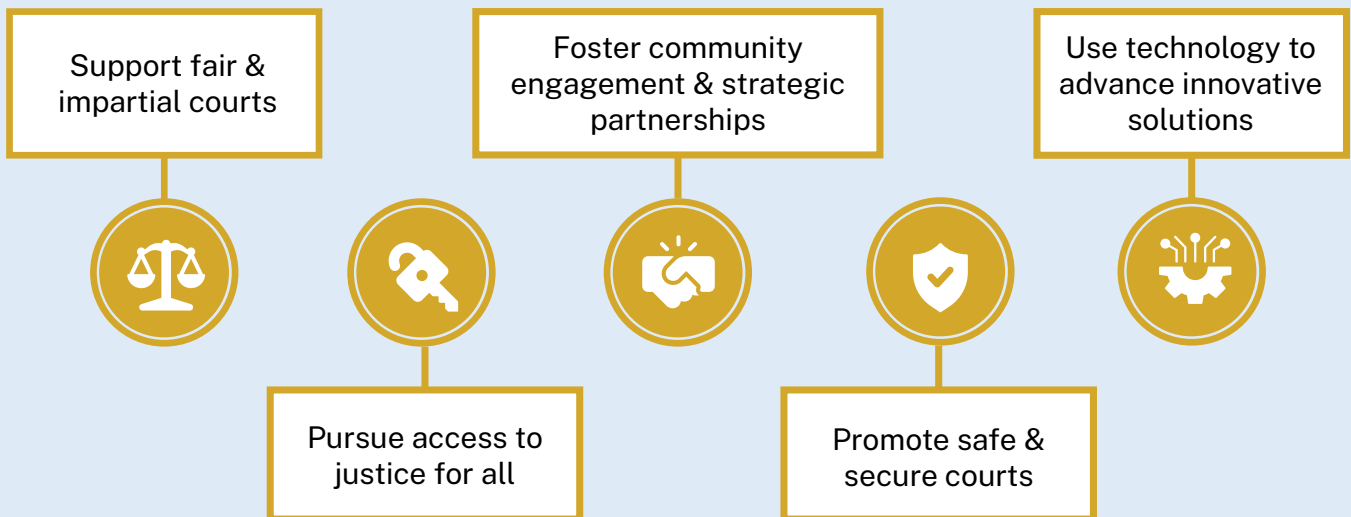 Support fair &
impartial courts
Pursue access to
justice for all
Foster community
engagement & strategic
partnerships
Promote safe &
secure courts
Use technology to
advance innovative
solutions